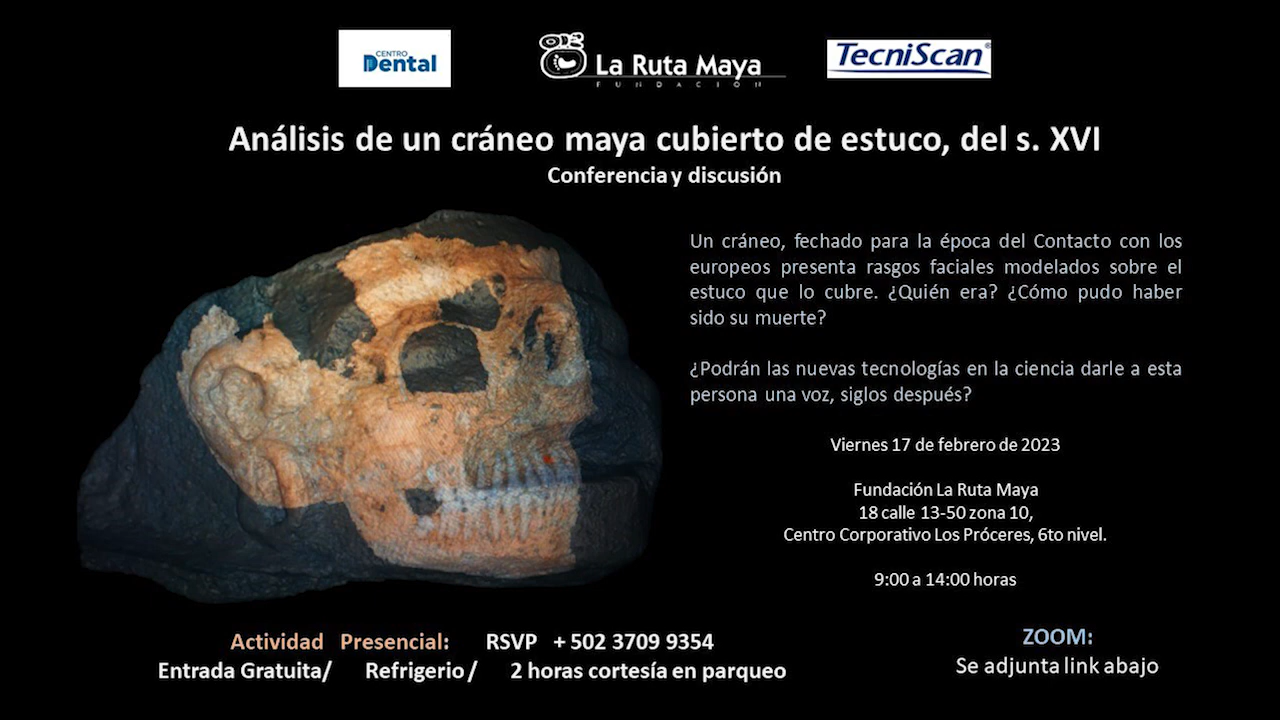 CENTRO
Dental
La Ruta Maya
FUNDACIÓN
TecniScan®
Análisis de un cráneo maya cubierto de estuco, del s. XVI
Conferencia y discusión
Un cráneo, fechado para la época del Contacto con los
europeos presenta rasgos faciales modelados sobre el
estuco que lo cubre. ¿Quién era? ¿Cómo pudo haber
sido su muerte?
¿Podrán las nuevas tecnologías en la ciencia darle a esta
persona una voz, siglos después?
Viernes 17 de febrero de 2023
Fundación La Ruta Maya
18 calle 13-50 zona 10,
Centro Corporativo Los Próceres, 6to nivel.
9:00 a 14:00 horas
Actividad Presencial: RSVP + 502 3709 9354
Entrada Gratuita/ Refrigerio / 2 horas cortesía en parqueo
ZOOM:
Se adjunta link abajo